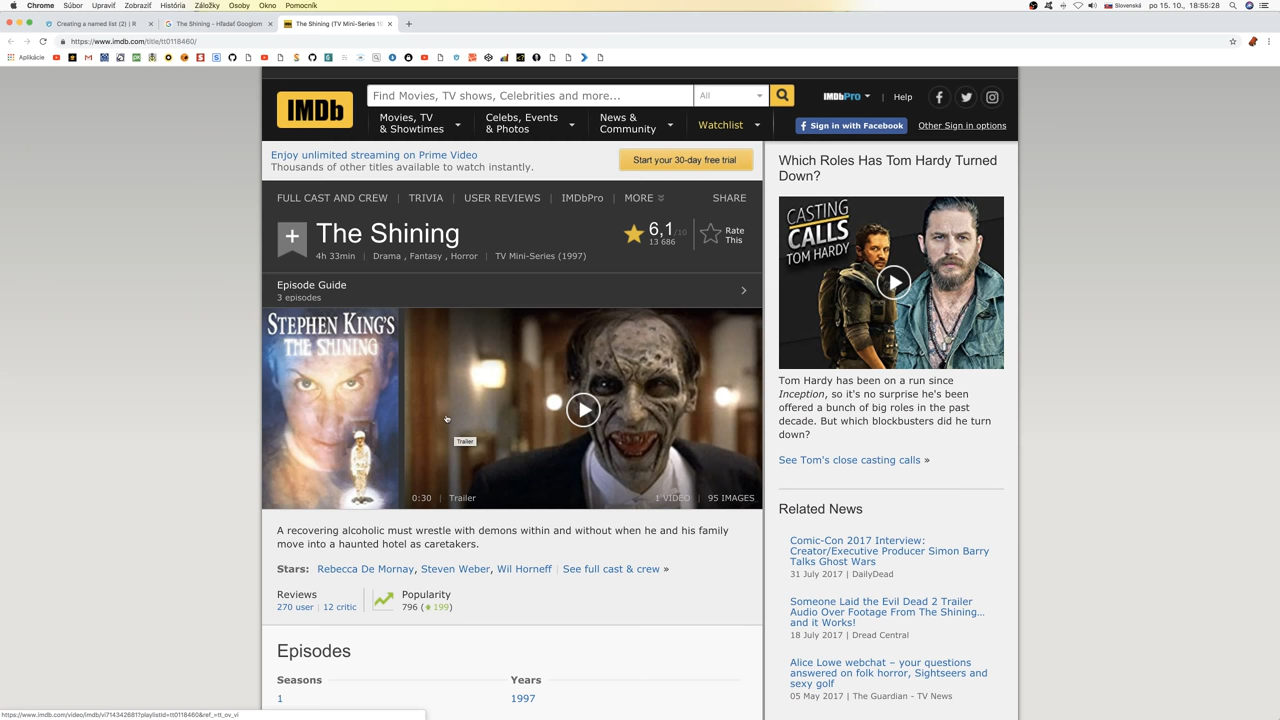 Chrome Súbor Upraviť Zobraziť História Záložky Osoby Okno Pomocník
Slovenská po 15. 10., 18:55:28
Creating a named list (2) | R
The Shining - Hľadať Googlom
The Shining (TV Mini-Series 19
https://www.imdb.com/title/tt0118460/
Aplikácie
IMDb
Find Movies, TV shows, Celebrities and more...
All
IMDbPro
Help
Movies, TV & Showtimes
Celebs, Events & Photos
News & Community
Watchlist
Sign in with Facebook
Other Sign in options
Enjoy unlimited streaming on Prime Video
Thousands of other titles available to watch instantly.
Start your 30-day free trial
FULL CAST AND CREW | TRIVIA | USER REVIEWS | IMDbPro | MORE
SHARE
The Shining
6,1/10
13 686
Rate This
4h 33min | Drama , Fantasy , Horror | TV Mini-Series (1997)
Episode Guide
3 episodes
STEPHEN KING'S
THE SHINING
Trailer
0:30 | Trailer
1 VIDEO | 95 IMAGES
A recovering alcoholic must wrestle with demons within and without when he and his family
move into a haunted hotel as caretakers.
Stars: Rebecca De Mornay, Steven Weber, Wil Horneff | See full cast & crew »
Reviews
270 user | 12 critic
Popularity
796 (199)
Episodes
Seasons
1
Years
1997
Which Roles Has Tom Hardy Turned
Down?
CASTING
CALLS
TOM HARDY
Tom Hardy has been on a run since
Inception, so it's no surprise he's been
offered a bunch of big roles in the past
decade. But which blockbusters did he turn
down?
See Tom's close casting calls »
Related News
Comic-Con 2017 Interview:
Creator/Executive Producer Simon Barry
Talks Ghost Wars
31 July 2017 | DailyDead
Someone Laid the Evil Dead 2 Trailer
Audio Over Footage From The Shining…
and it Works!
18 July 2017 | Dread Central
Alice Lowe webchat – your questions
answered on folk horror, Sightseers and
sexy golf
05 May 2017 | The Guardian - TV News
https://www.imdb.com/video/imdb/vi714342681?playlistId=tt0118460&ref_=tt_ov_vi